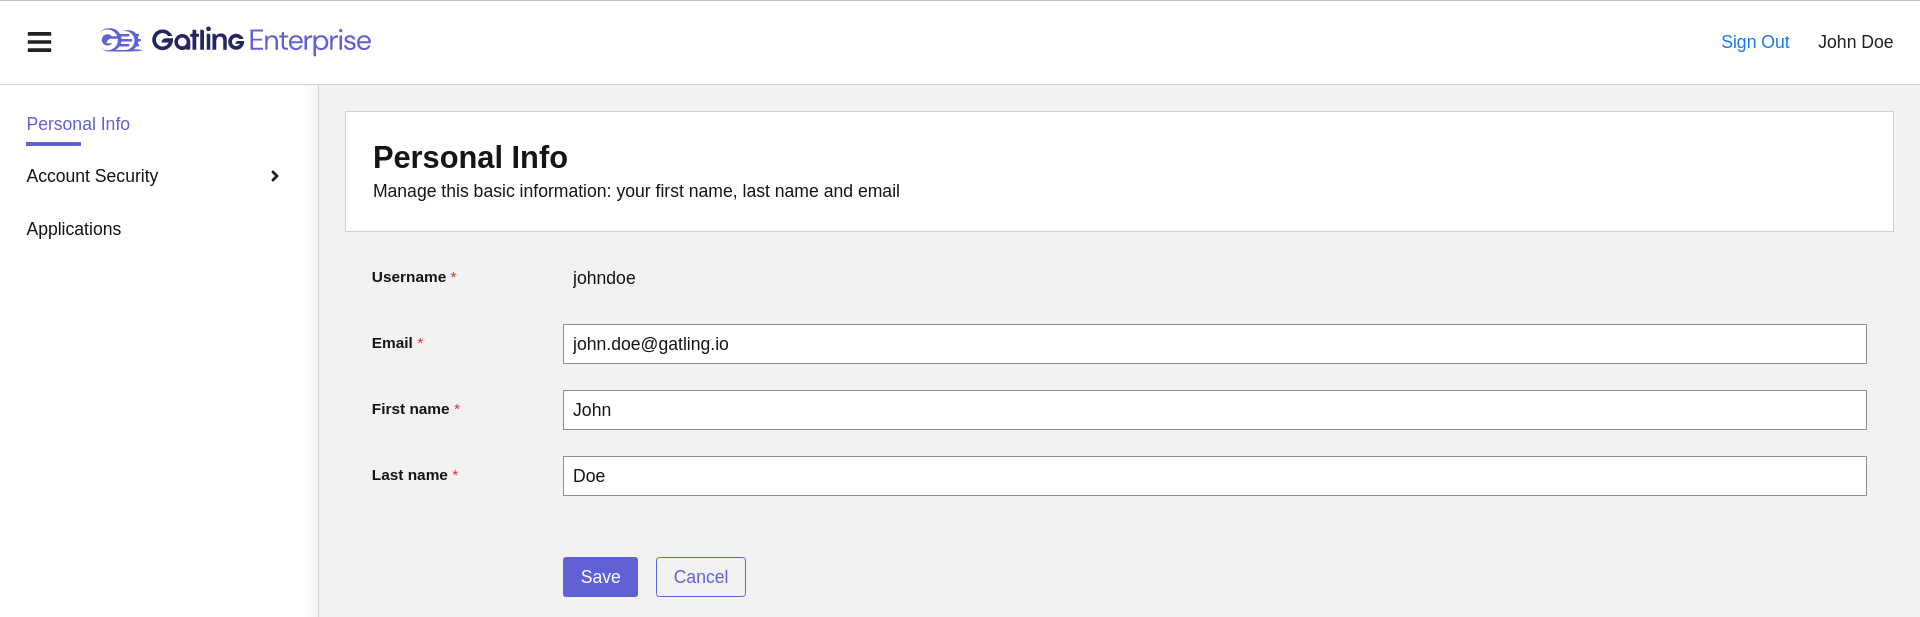 Gatling Enterprise
Sign Out
John Doe
Personal Info
Account Security
Applications
Personal Info
Manage this basic information: your first name, last name and email
Username *
johndoe
Email *
john.doe@gatling.io
First name *
John
Last name *
Doe
Save
Cancel